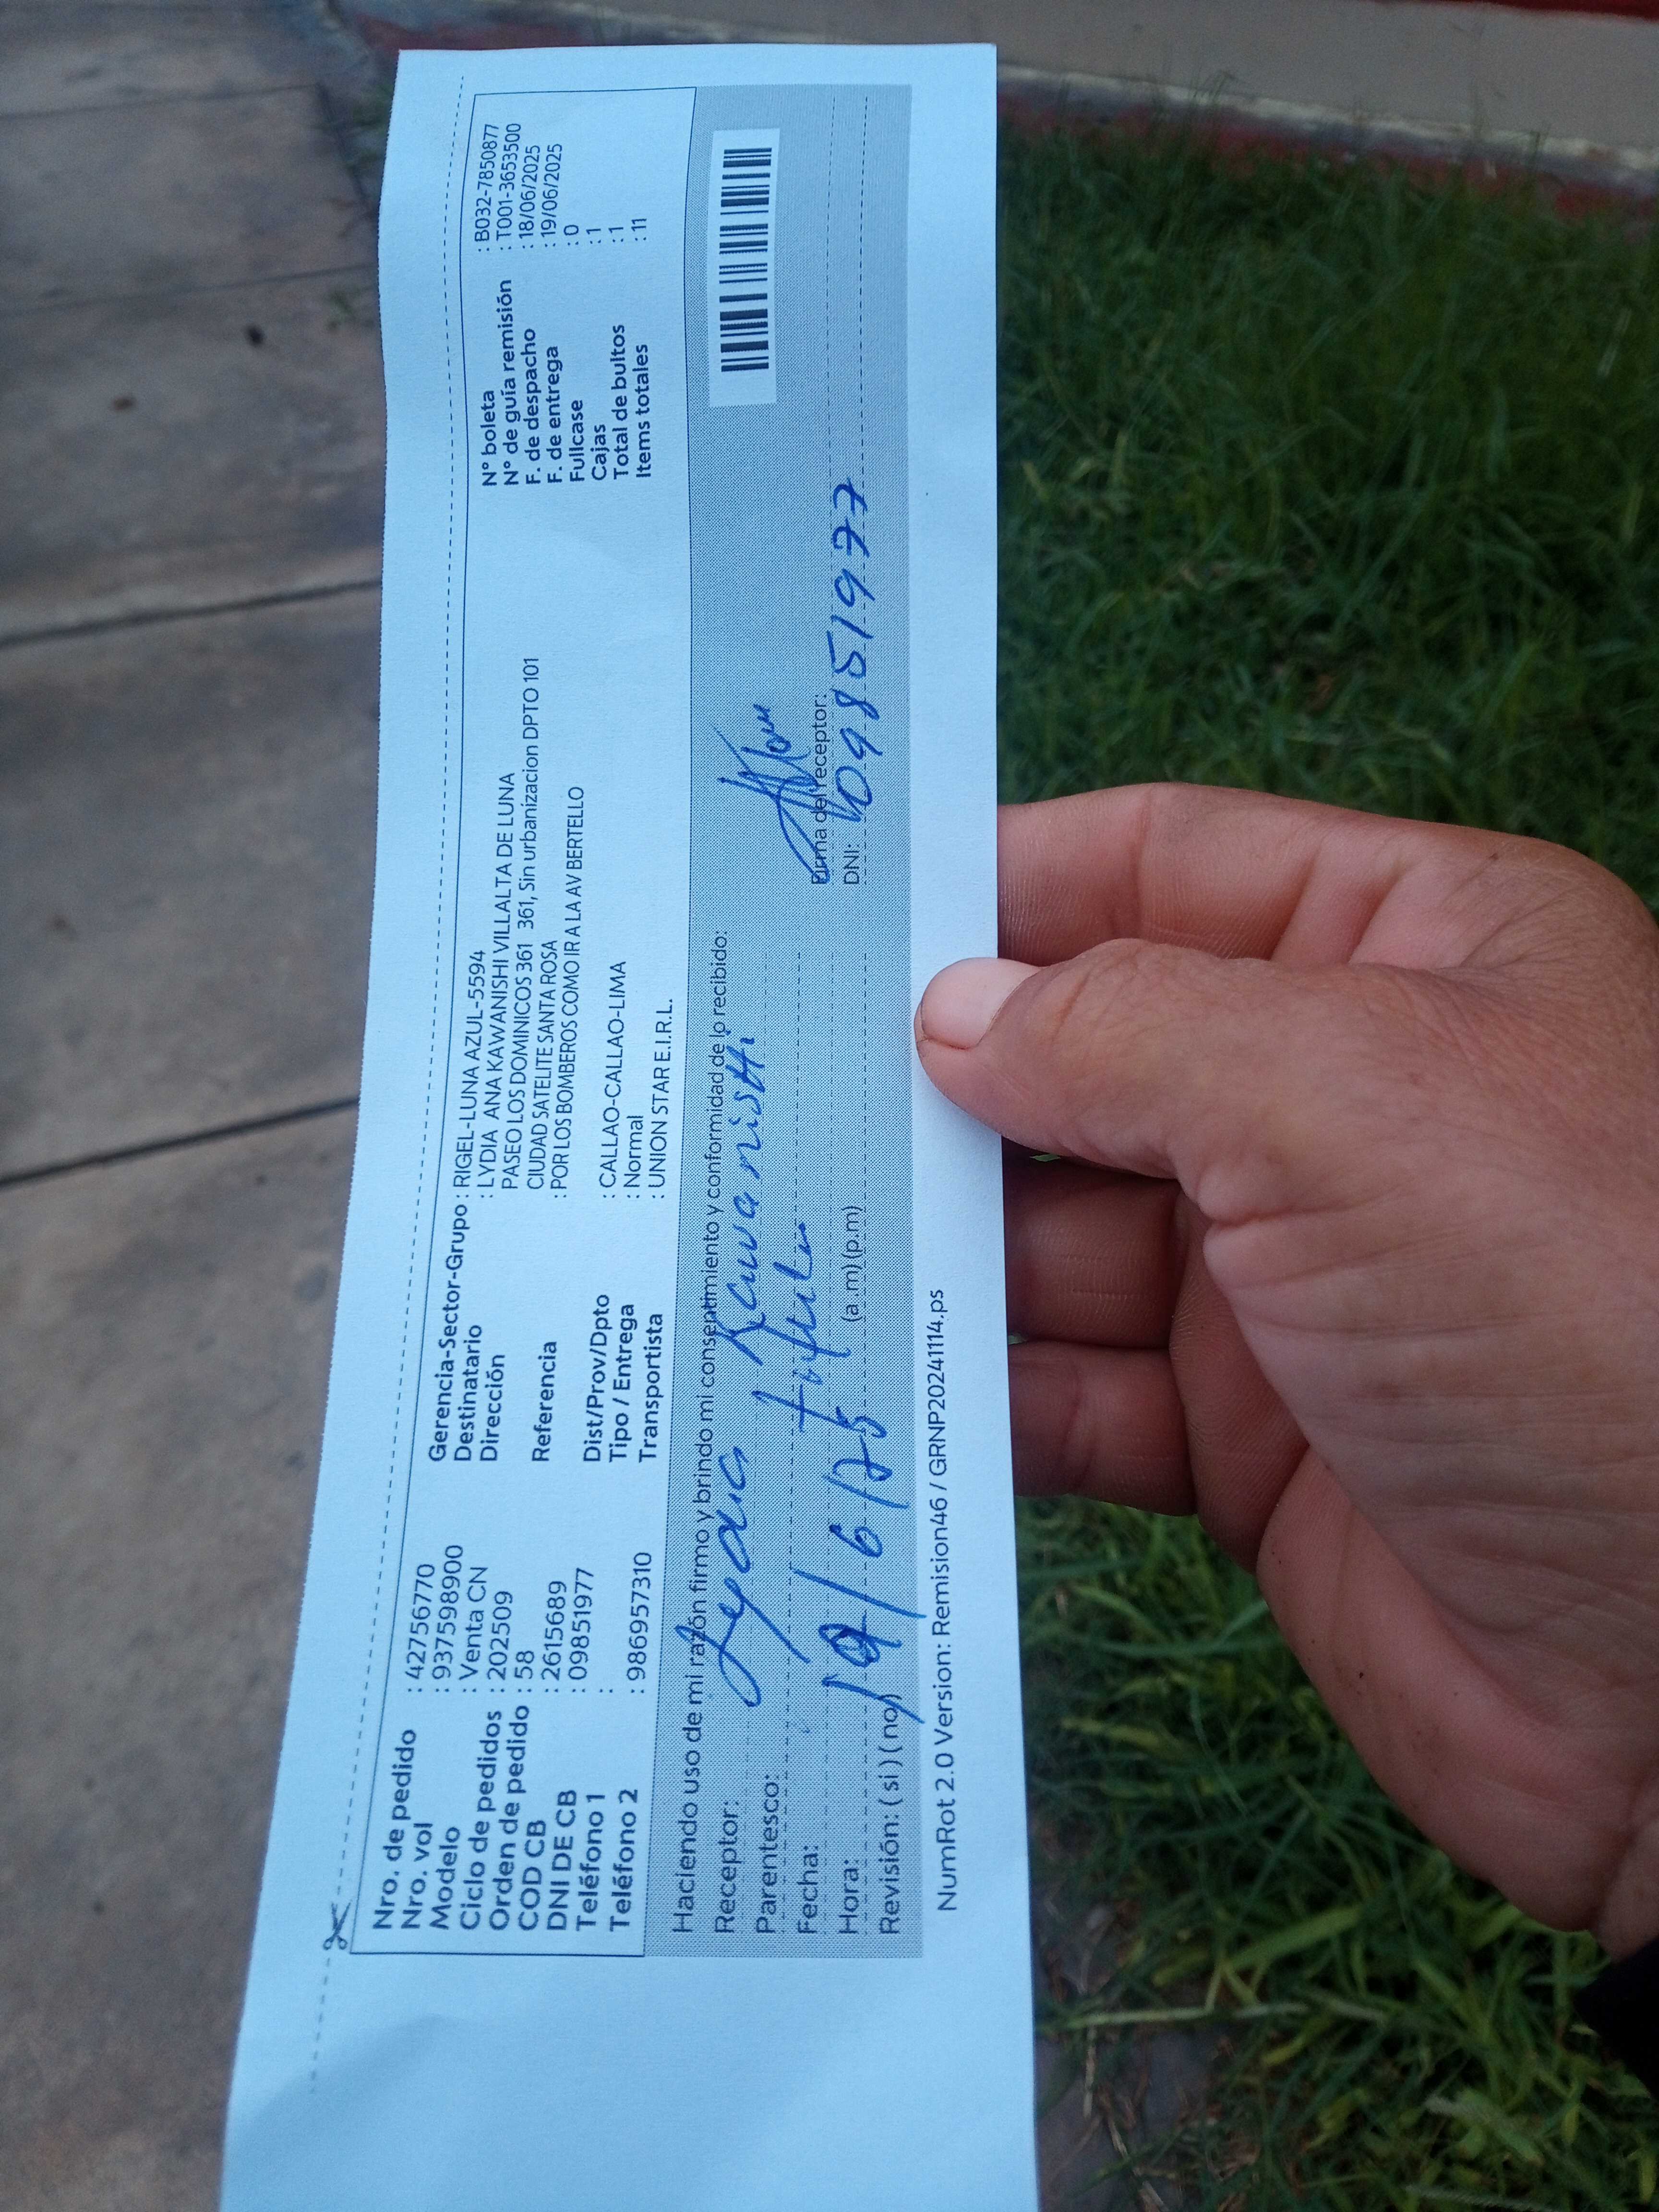 Nro. de pedido : 42756770
Nro. vol : 937598900
Modelo : Venta CN
Ciclo de pedidos : 202509
Orden de pedido : 58
COD CB : 2615689
DNI DE CB : 09851977
Teléfono 1 :
Teléfono 2 : 986957310
Gerencia-Sector-Grupo : RIGEL-LUNA AZUL-5594
Destinatario : LYDIA ANA KAWANISHI VILLALTA DE LUNA
Dirección PASEO LOS DOMINICOS 361 361, Sin urbanizacion DPTO 101
CIUDAD SATELITE SANTA ROSA
Referencia : POR LOS BOMBEROS COMO IR A LA AV BERTELLO
Dist/Prov/Dpto : CALLAO-CALLAO-LIMA
Tipo / Entrega : Normal
Transportista : UNION STAR E.I.R.L.
N° boleta : B032-7850877
N° de guía remisión : T001-3653500
F. de despacho : 18/06/2025
F. de entrega : 19/06/2025
Fullcase : 0
Cajas : 1
Total de bultos : 1
Items totales : 11
Haciendo uso de mi razón firmo y brindo mi consentimiento y conformidad de lo recibido:
Receptor: Lydia Kawanishi
Parentesco: titular
Fecha: 19/6/25
Hora: (a.m) (p.m)
Revisión: ( si ) ( no )
Firma del receptor:
DNI: 09851977
NumRot 2.0 Version: Remision46 / GRNP20241114.ps